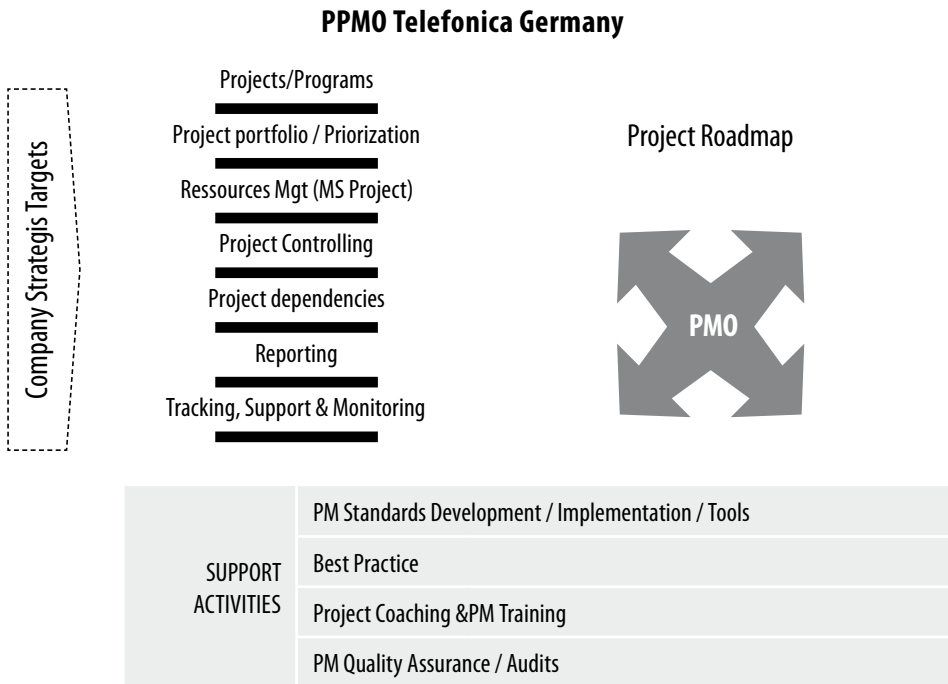 PPMO Telefonica Germany
Company Strategis Targets
Projects/Programs
Project portfolio / Priorization
Ressources Mgt (MS Project)
Project Controlling
Project dependencies
Reporting
Tracking, Support & Monitoring
Project Roadmap
PMO
SUPPORT
ACTIVITIES
PM Standards Development / Implementation / Tools
Best Practice
Project Coaching &PM Training
PM Quality Assurance / Audits